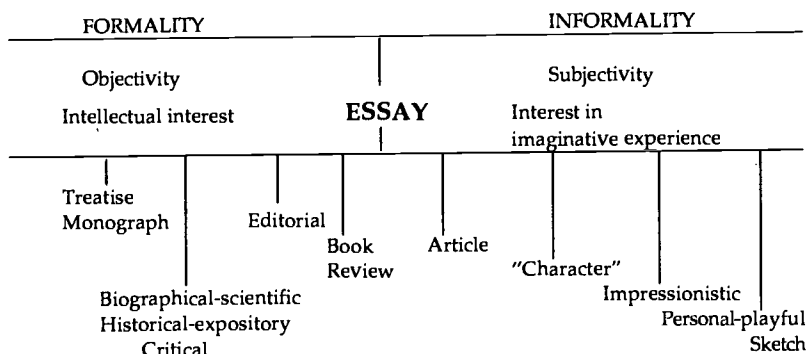 FORMALITY INFORMALITY
Objectivity Subjectivity
Intellectual interest ESSAY Interest in
imaginative experience
Treatise
Monograph
Editorial
Book
Review
Article
"Character"
Biographical-scientific
Historical-expository
Critical
Impressionistic
Personal-playful
Sketch